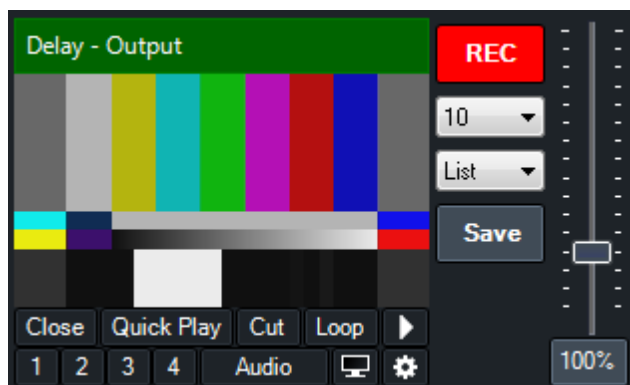 Delay - Output
REC
10
List
Save
Close Quick Play Cut Loop
1 2 3 4 Audio
100%